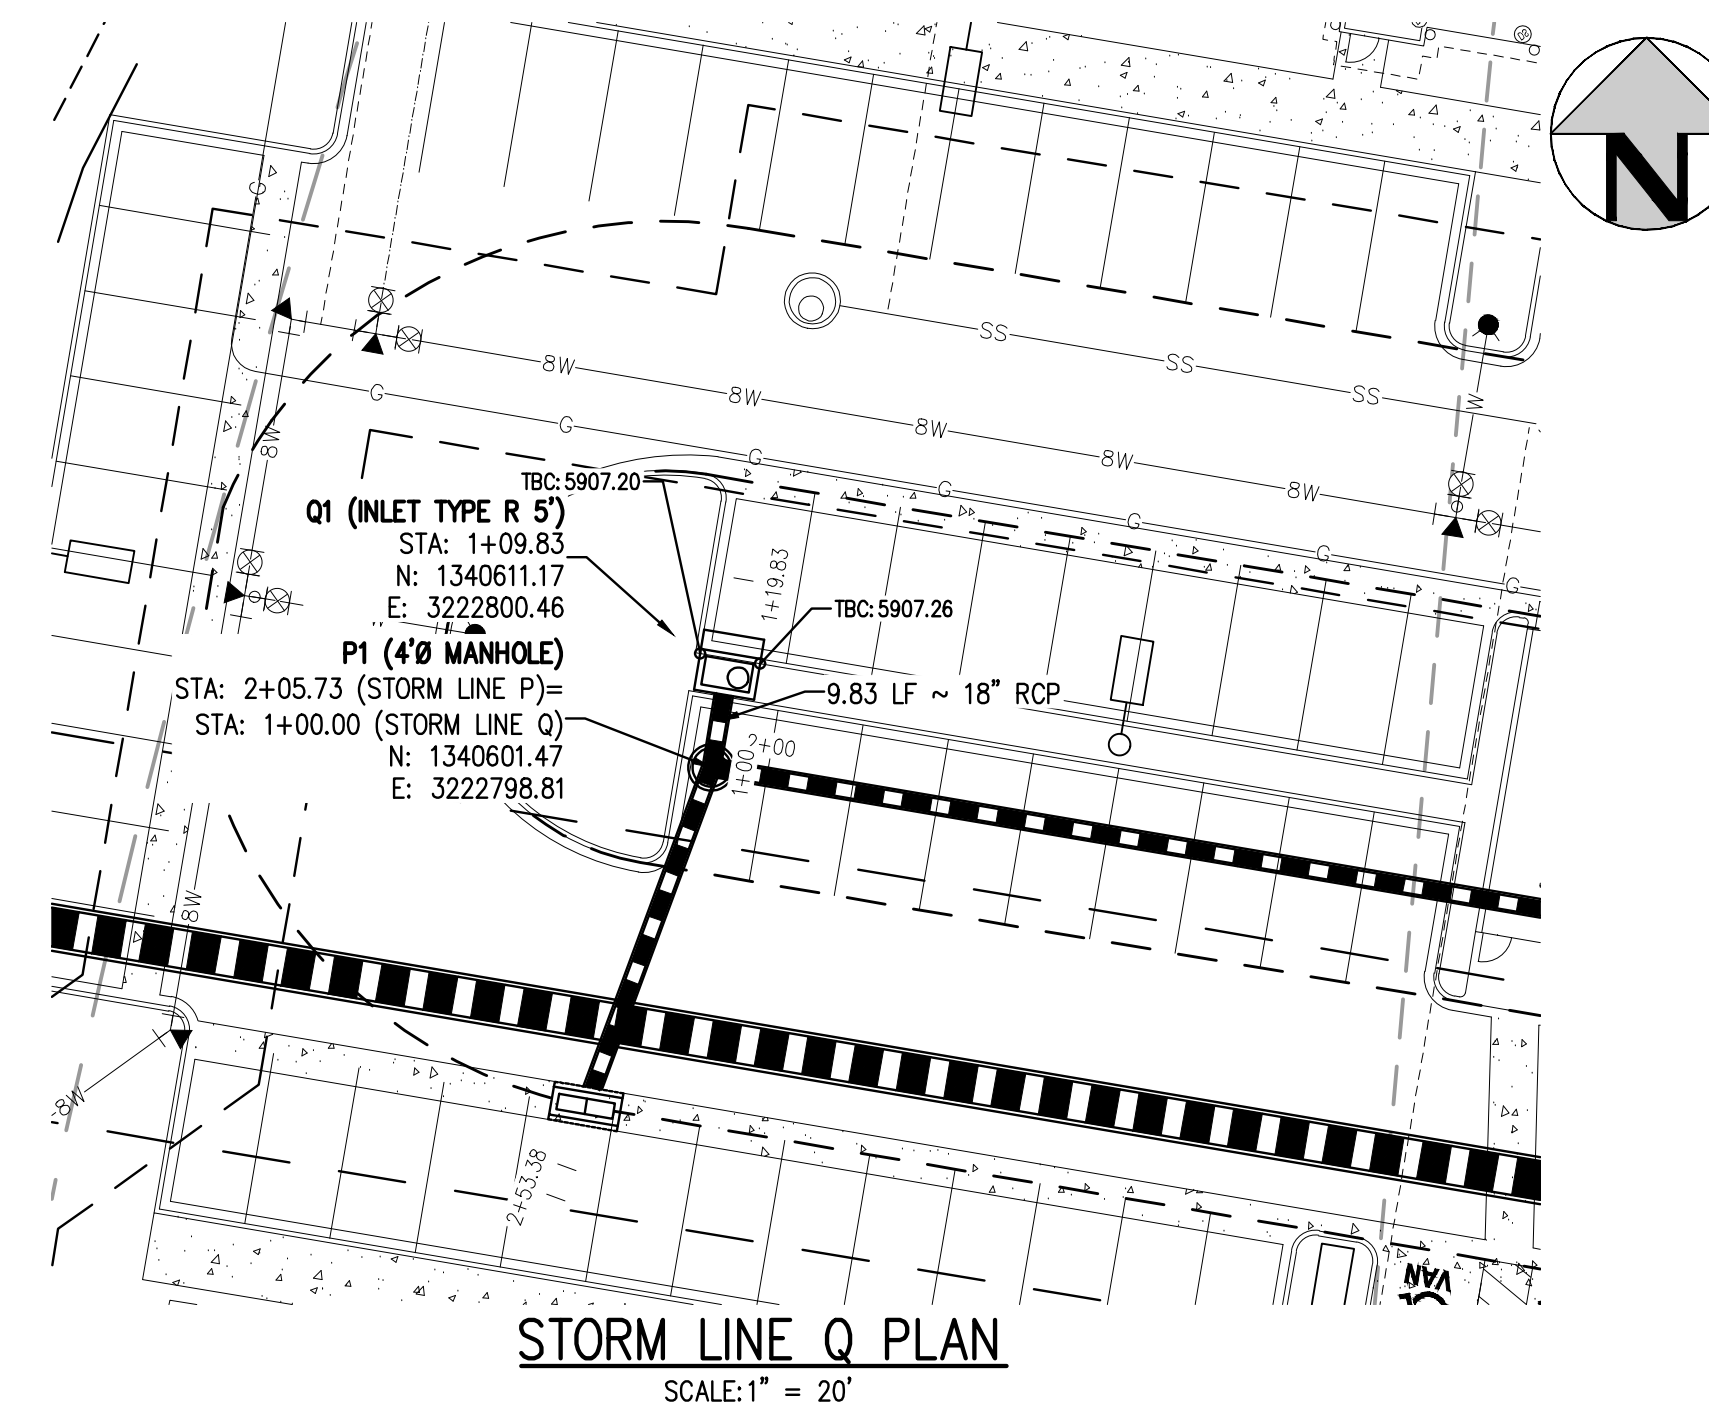 D2
N
G
SS
SS
SS
W
8W
8W
8W
8W
8W
8W
8W
8W
G
G
G
G
G
G
G
TBC: 5907.20
Q1 (INLET TYPE R 5')
STA: 1+09.83
N: 1340611.17
E: 3222800.46
1+19.83
TBC: 5907.26
P1 (4'Ø MANHOLE)
STA: 2+05.73 (STORM LINE P)=
STA: 1+00.00 (STORM LINE Q)
N: 1340601.47
E: 3222798.81
9.83 LF ~ 18" RCP
2+00
1+00
2+53.38
VAN
STORM LINE Q PLAN
SCALE: 1" = 20'